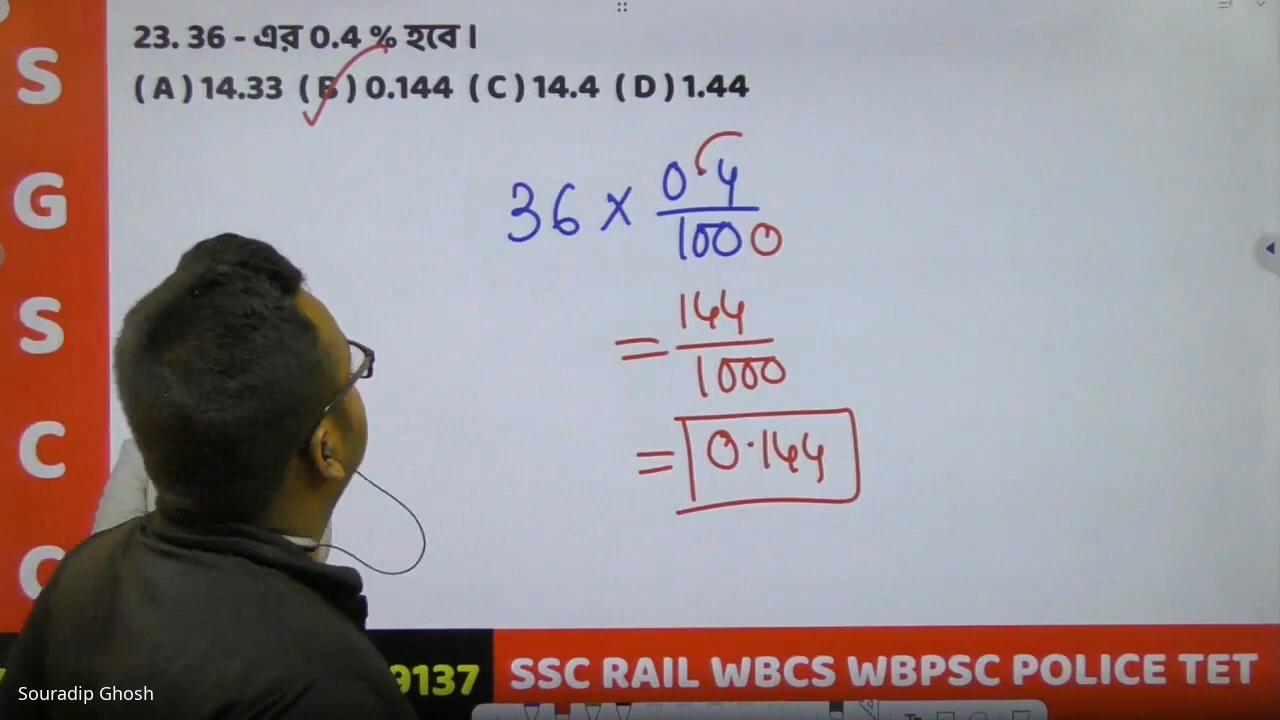 S
G
S
C
C
23. 36 - এর 0.4 % হবে।
( A ) 14.33 ( B ) 0.144 ( C ) 14.4 ( D ) 1.44
36 × 0.4
1000
= 144
1000
= 0.144
9137
SSC RAIL WBCS WBPSC POLICE TET
Souradip Ghosh